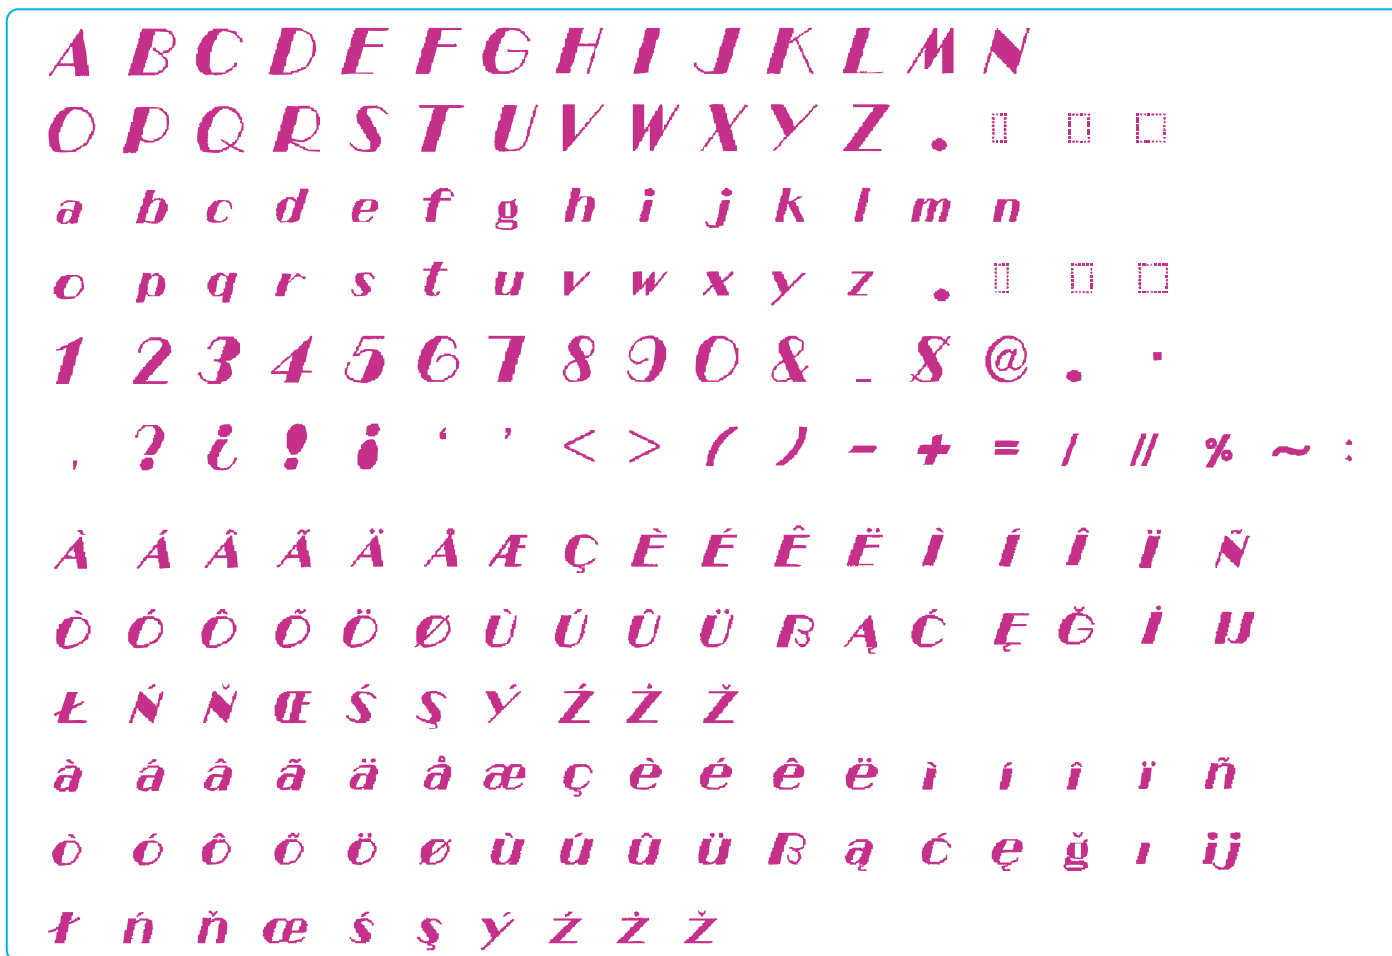 A B C D E F G H I J K L M N
O P Q R S T U V W X Y Z .
a b c d e f g h i j k l m n
o p q r s t u v w x y z .
1 2 3 4 5 6 7 8 9 0 & _ $ @ . ·
, ? ¿ ! ¡ ‘ ’ < > ( ) - + = / // % ~ :
À Á Â Ã Ä Å Æ Ç È É Ê Ë Ì Í Î Ï Ñ
Ò Ó Ô Õ Ö Ø Ù Ú Û Ü ß Ą Ć Ę Ğ İ IJ
Ł Ń Ň Œ Ś Ş Ý Ź Ż Ž
à á â ã ä å æ ç è é ê ë ì í î ï ñ
ò ó ô õ ö ø ù ú û ü ß ą ć ę ğ ı ij
ł ń ň œ ś ş ý ź ż ž